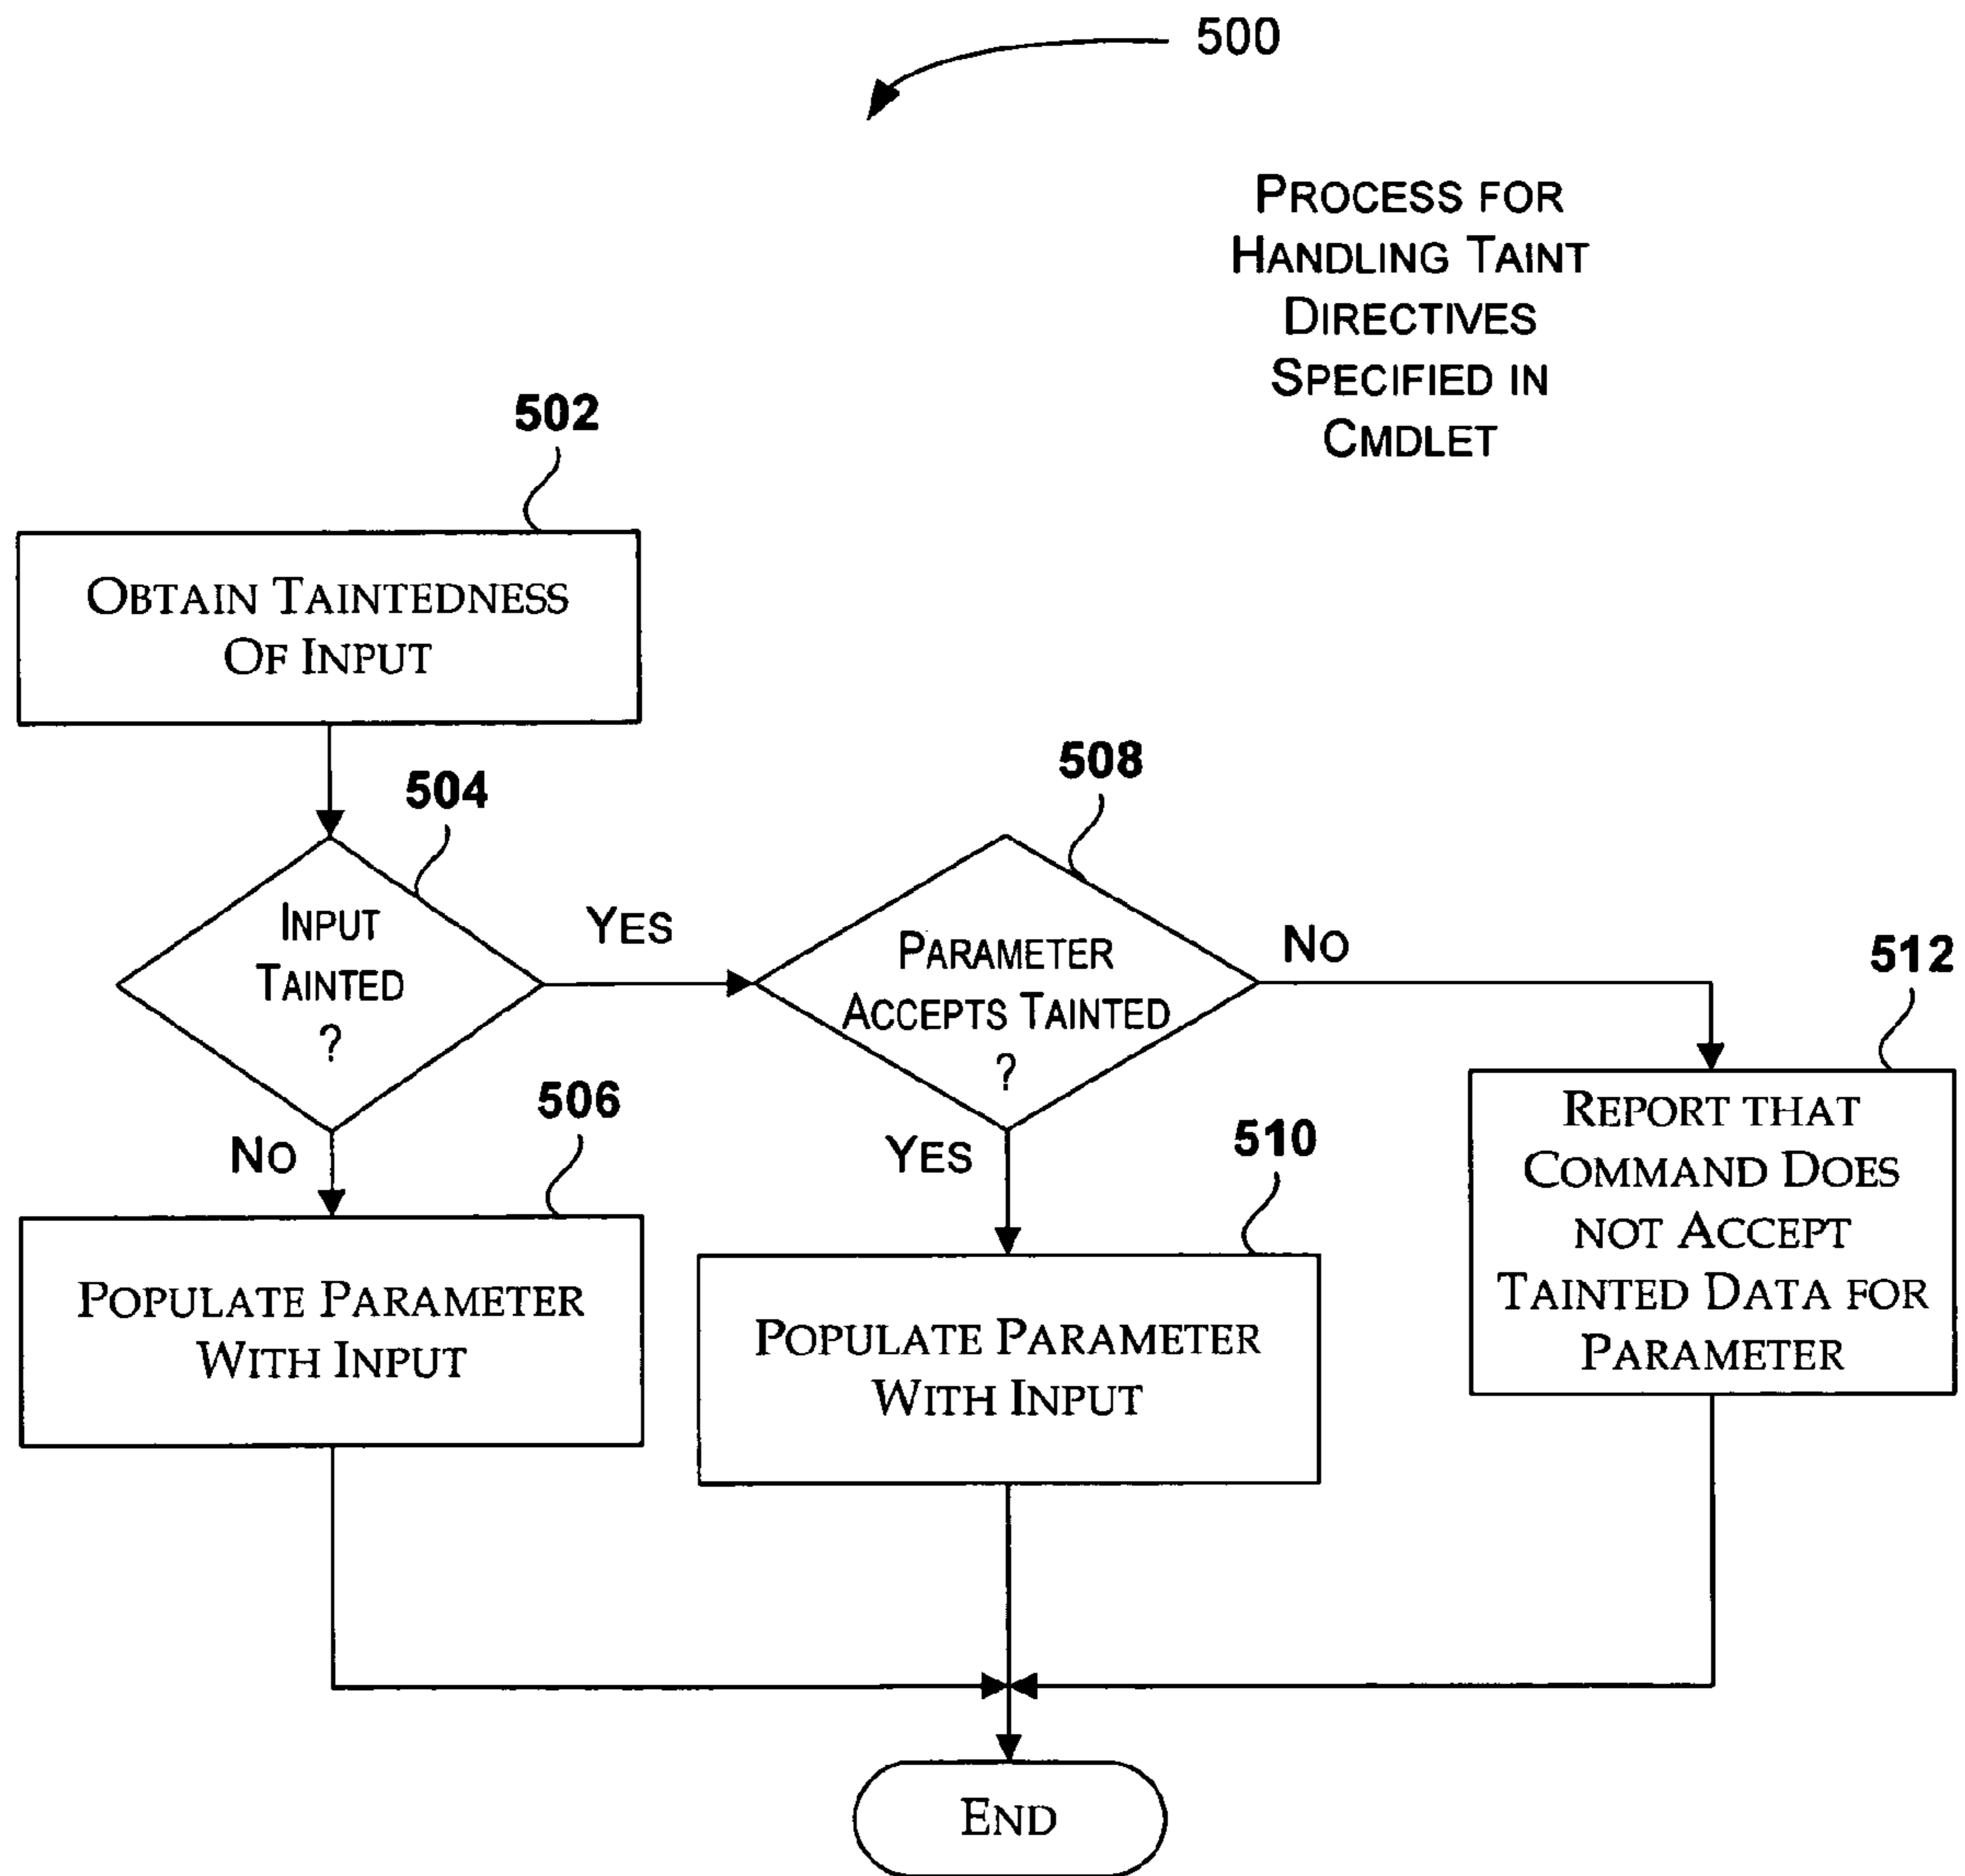 500
PROCESS FOR
HANDLING TAINT
DIRECTIVES
SPECIFIED IN
CMDLET
502
OBTAIN TAINTEDNESS
OF INPUT
504
INPUT
TAINTED
?
YES
508
PARAMETER
ACCEPTS TAINTED
?
NO
512
REPORT THAT
COMMAND DOES
NOT ACCEPT
TAINTED DATA FOR
PARAMETER
NO
506
POPULATE PARAMETER
WITH INPUT
YES
510
POPULATE PARAMETER
WITH INPUT
END